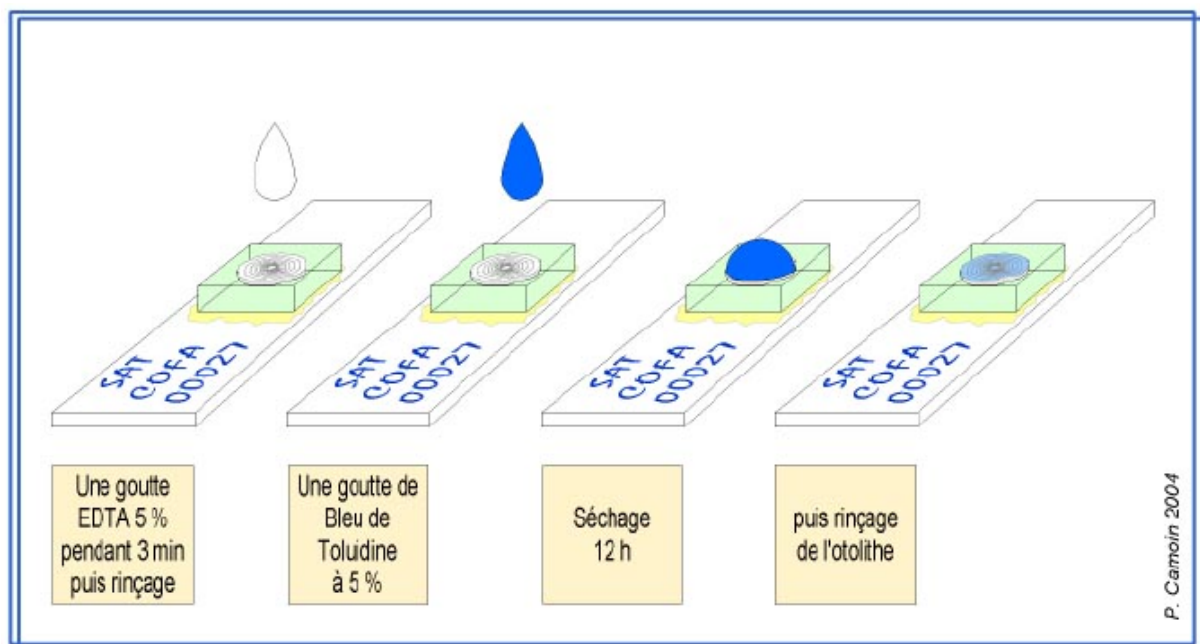 SAT
COFA
00027
SAT
COFA
00027
SAT
COFA
00027
SAT
COFA
00027
Une goutte
EDTA 5 %
pendant 3 min
puis rinçage
Une goutte de
Bleu de
Toluidine
à 5 %
Séchage
12 h
puis rinçage
de l'otolithe
P. Camoin 2004